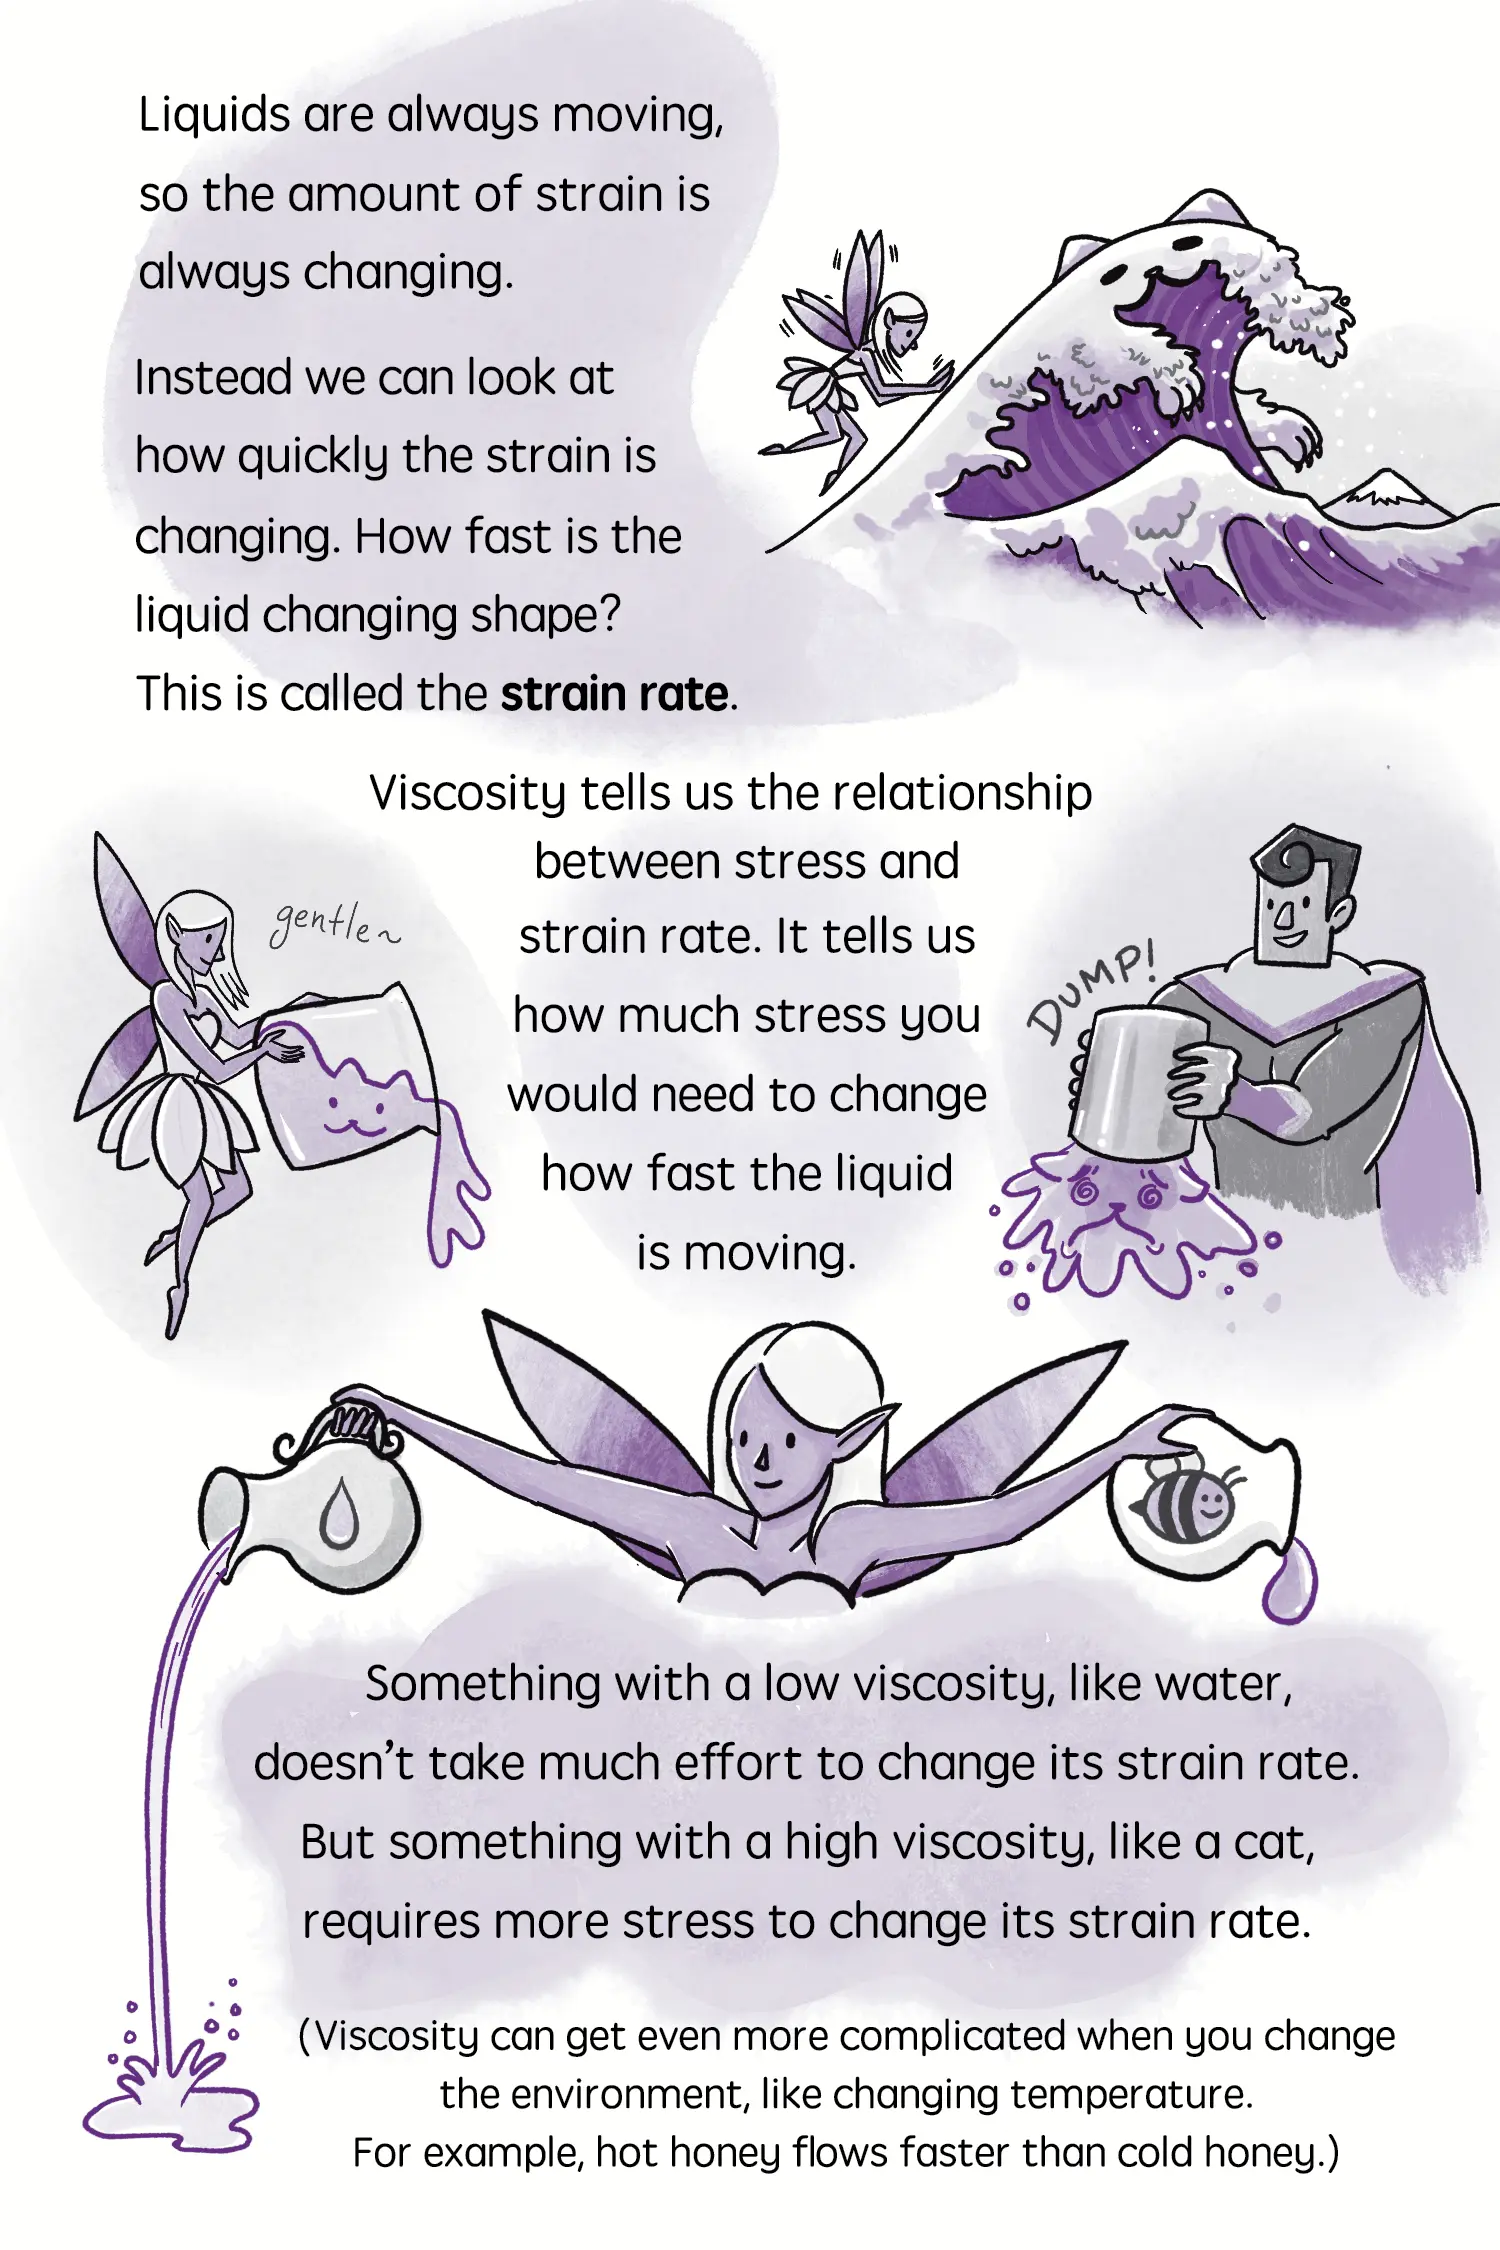 Liquids are always moving,
so the amount of strain is
always changing.
Instead we can look at
how quickly the strain is
changing. How fast is the
liquid changing shape?
This is called the strain rate.
Viscosity tells us the relationship
between stress and
strain rate. It tells us
how much stress you
would need to change
how fast the liquid
is moving.
gentle~
DUMP!
Something with a low viscosity, like water,
doesn’t take much effort to change its strain rate.
But something with a high viscosity, like a cat,
requires more stress to change its strain rate.
(Viscosity can get even more complicated when you change
the environment, like changing temperature.
For example, hot honey flows faster than cold honey.)